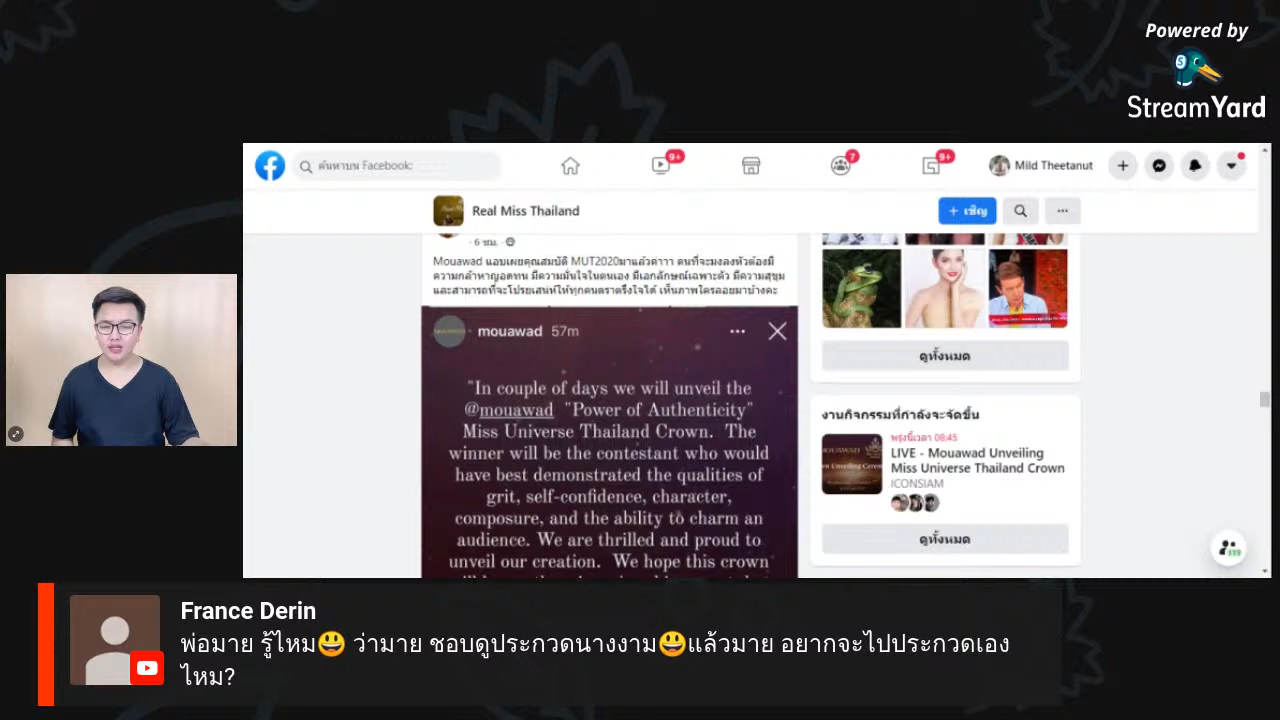 Powered by
StreamYard
ค้นหาบน Facebook
9+
7
9+
Mild Theetanut
Real Miss Thailand
+ เชิญ
6 ชม.
Mouawad แอบเผยคุณสมบัติ MUT2020มาแล้วค่าาา คนที่จะมงลงหัวต้องมี
ความกล้าหาญอดทน มีความมั่นใจในตนเอง มีเอกลักษณ์เฉพาะตัว มีความสุขุม
และสามารถที่จะโปรยเสน่ห์ให้ทุกคนตราตรึงใจได้ เห็นภาพใครลอยมาบ้างคะ
mouawad 57m
"In couple of days we will unveil the
@mouawad "Power of Authenticity"
Miss Universe Thailand Crown. The
winner will be the contestant who would
have best demonstrated the qualities of
grit, self-confidence, character,
composure, and the ability to charm an
audience. We are thrilled and proud to
unveil our creation. We hope this crown
ดูทั้งหมด
งานกิจกรรมที่กำลังจะจัดขึ้น
พรุ่งนี้เวลา 08:45
LIVE - Mouawad Unveiling
Miss Universe Thailand Crown
ICONSIAM
ดูทั้งหมด
France Derin
พ่อมาย รู้ไหม😃 ว่ามาย ชอบดูประกวดนางงาม😃แล้วมาย อยากจะไปประกวดเอง
ไหม?